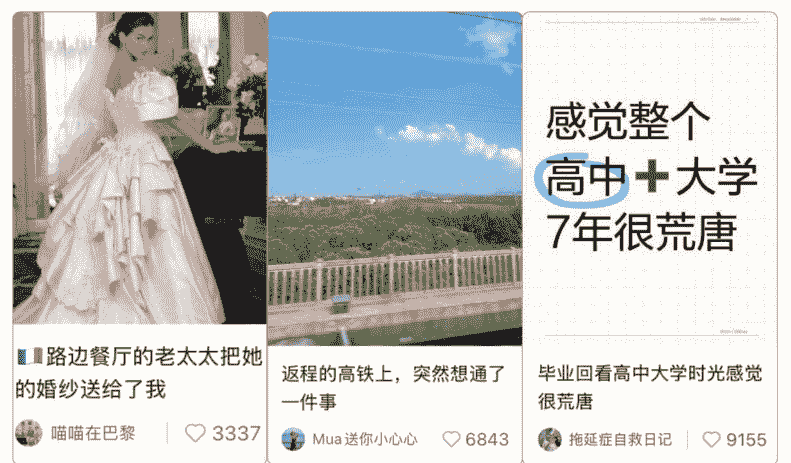 路边餐厅的老太太把她
的婚纱送给了我
喵喵在巴黎
3337
返程的高铁上，突然想通了
一件事
Mua送你小心心
6843
感觉整个
高中➕大学
7年很荒唐
毕业回看高中大学时光感觉
很荒唐
拖延症自救日记
9155